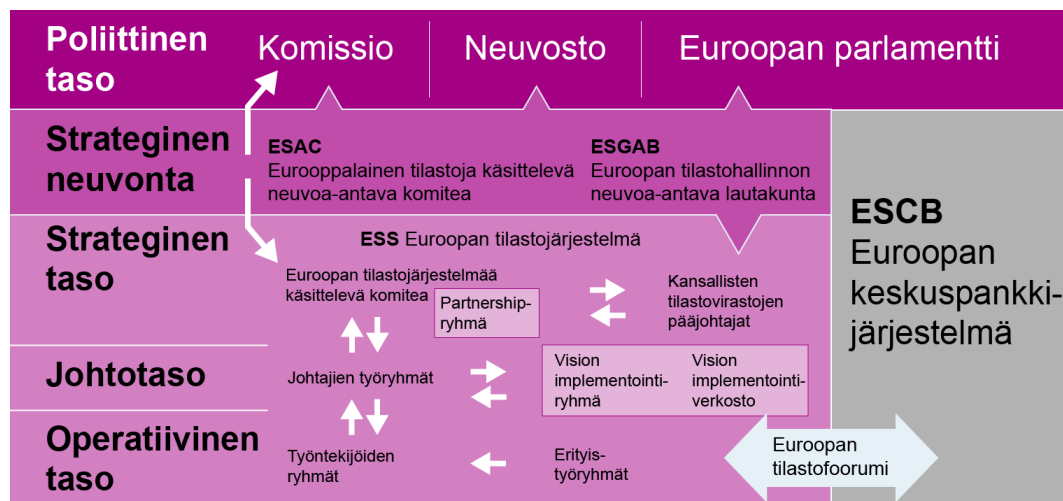 Poliittinen
taso
Komissio
Neuvosto
Euroopan parlamentti
Strateginen
neuvonta
ESAC
Eurooppalainen tilastoja käsittelevä
neuvoa-antava komitea
ESGAB
Euroopan tilastohallinnon
neuvoa-antava lautakunta
Strateginen
taso
ESS Euroopan tilastojärjestelmä
Euroopan tilastojärjestelmää
käsittelevä komitea
Partnership-
ryhmä
Kansallisten
tilastovirastojen
pääjohtajat
Johtotaso
Johtajien työryhmät
Vision
implementointi-
ryhmä
Vision
implementointi-
verkosto
Operatiivinen
taso
Työntekijöiden
ryhmät
Erityis-
työryhmät
Euroopan
tilastofoorumi
ESCB
Euroopan
keskuspankki-
järjestelmä